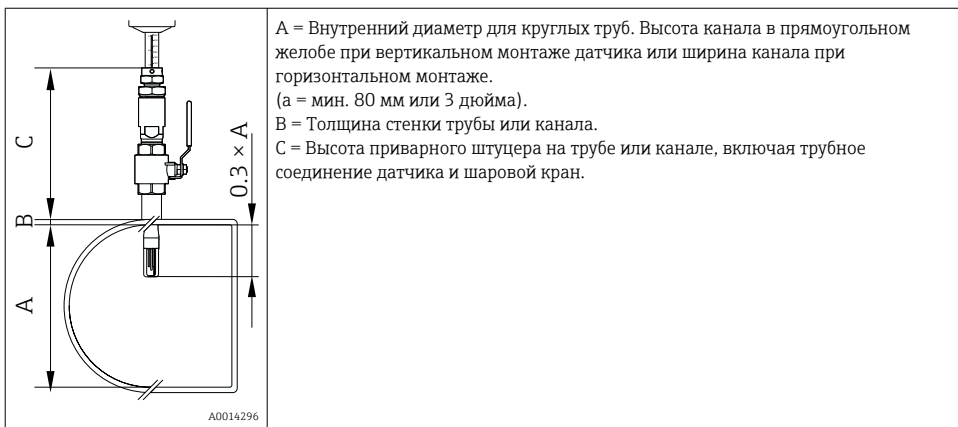 C
B
A
0.3 × A
A0014296
A = Внутренний диаметр для круглых труб. Высота канала в прямоугольном
желобе при вертикальном монтаже датчика или ширина канала при
горизонтальном монтаже.
(a = мин. 80 мм или 3 дюйма).
B = Толщина стенки трубы или канала.
C = Высота приварного штуцера на трубе или канале, включая трубное
соединение датчика и шаровой кран.